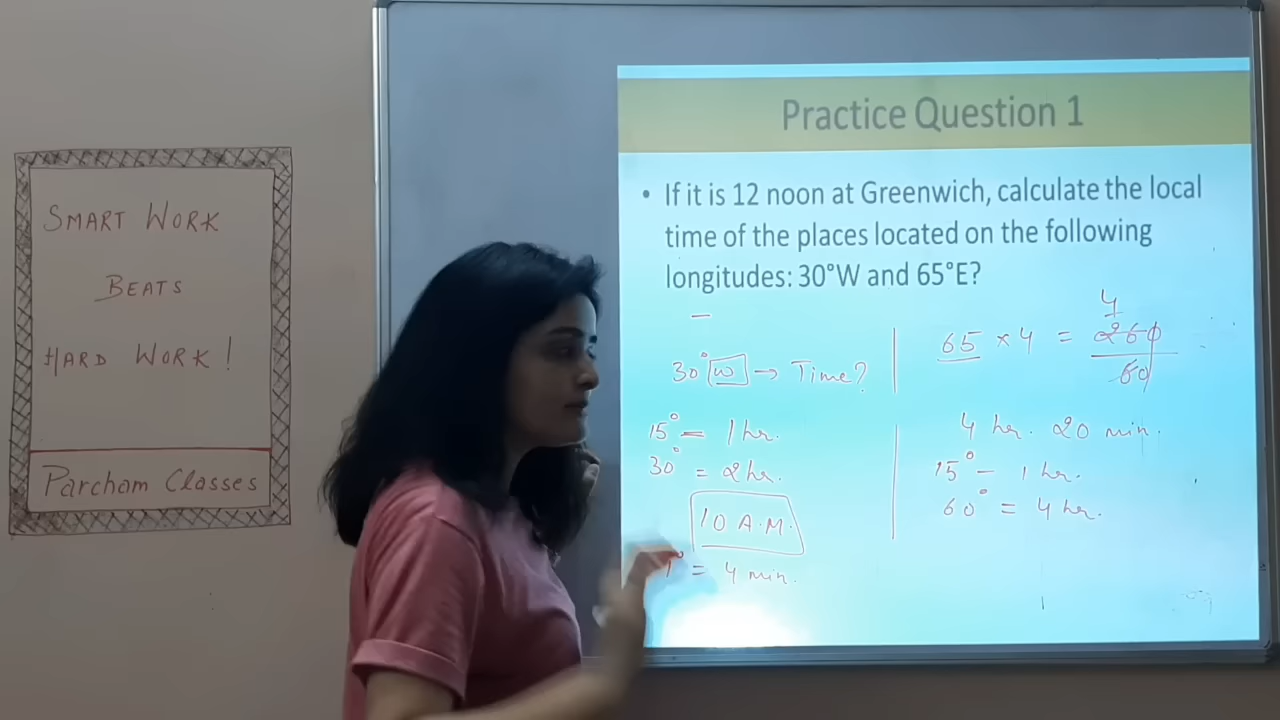 SMART WORK
BEATS
HARD WORK!
Parcham Classes
Practice Question 1
• If it is 12 noon at Greenwich, calculate the local
time of the places located on the following
longitudes: 30°W and 65°E?
30° W → Time?
15° = 1 hr.
30° = 2 hr.
10 A.M.
1° = 4 min.
4
65 × 4 = 260
60
4 hr. 20 min.
15° – 1 hr.
60° = 4 hr.